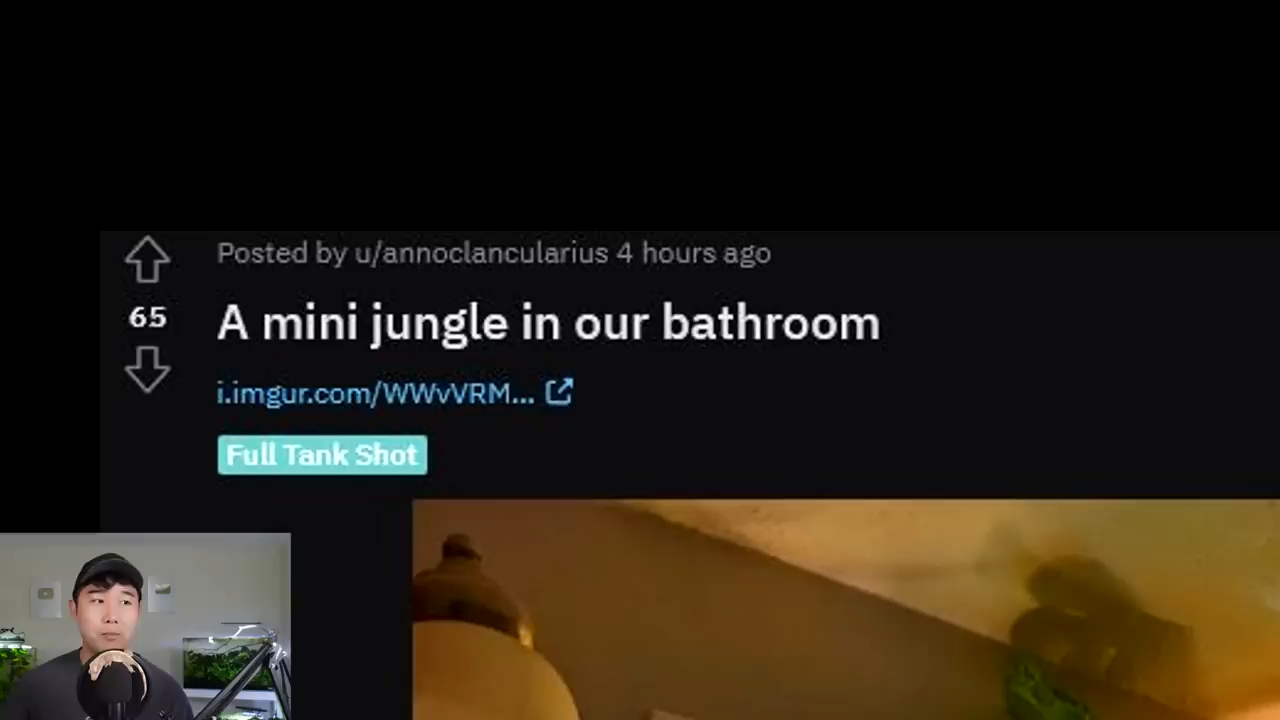 Posted by u/annoclancularius 4 hours ago
65
A mini jungle in our bathroom
i.imgur.com/WWvVRM...
Full Tank Shot